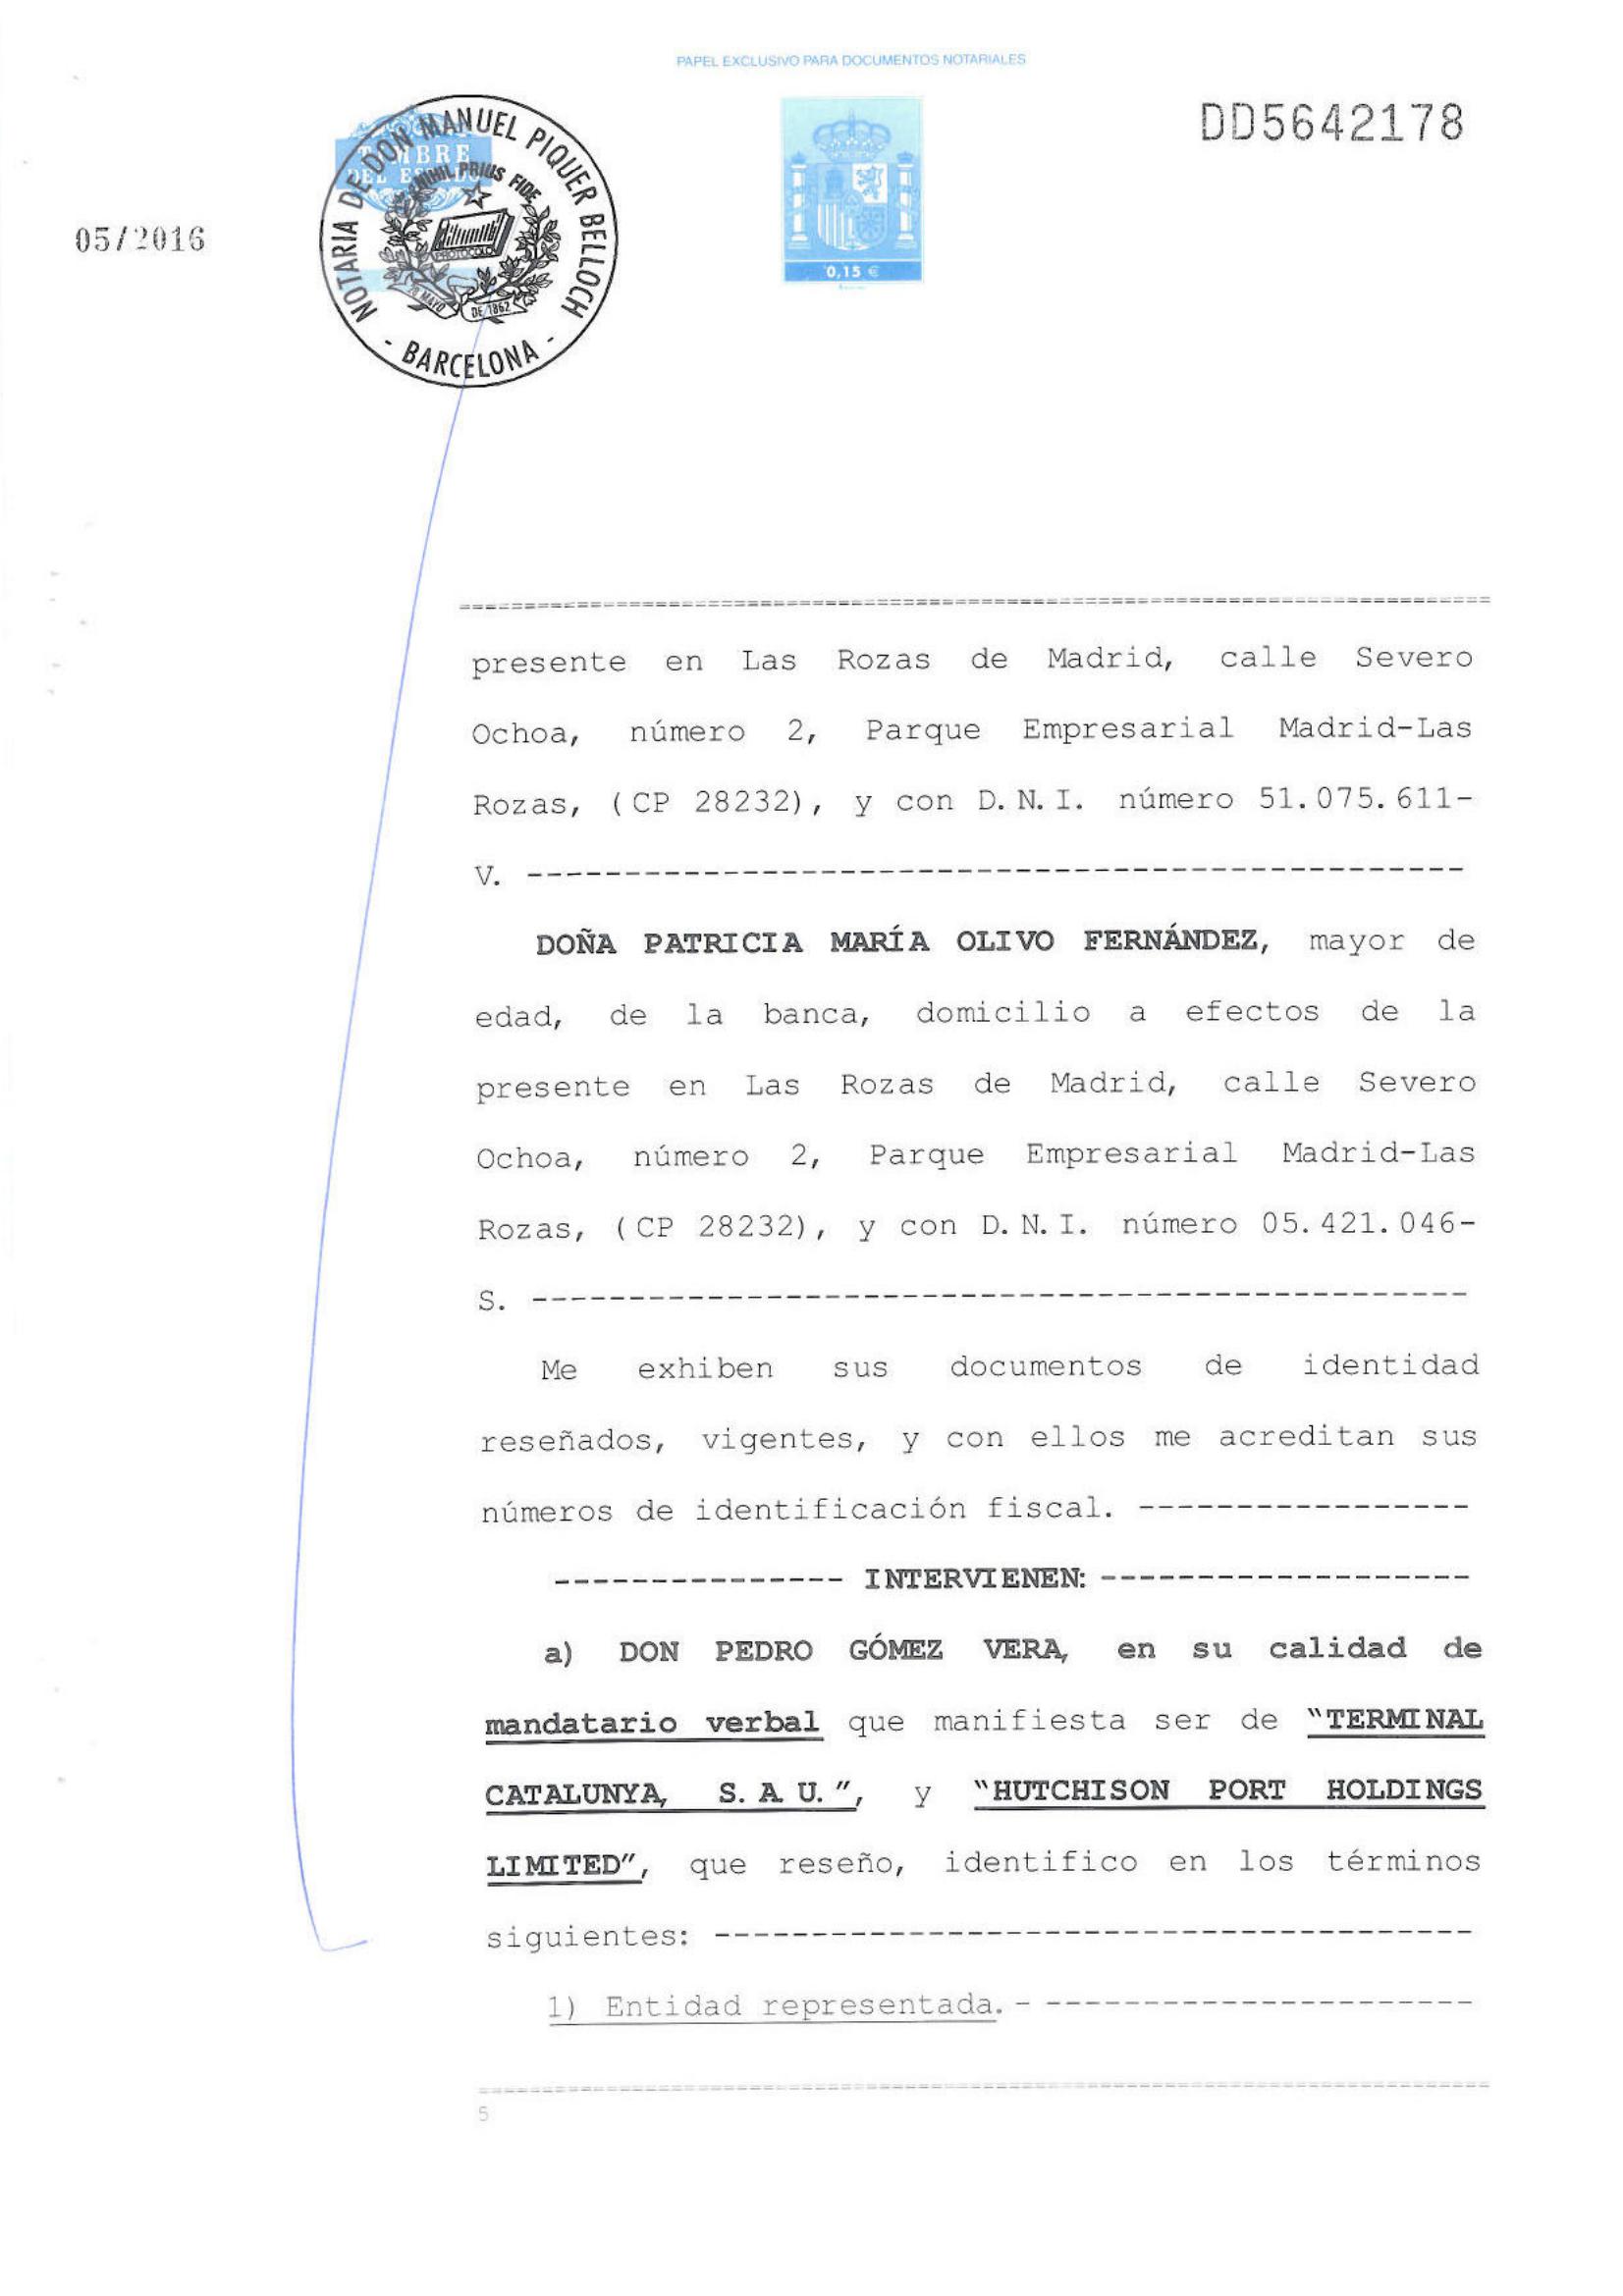 PAPEL EXCLUSIVO PARA DOCUMENTOS NOTARIALES
DD5642178
05/2016
NOTARIA DE DON MANUEL PIQUER BELLOCH
- BARCELONA -
TIMBRE
DEL ESTADO
NIHIL PRIUS FIDE
PROTOCOLO
28 MAYO
DE 1862
0,15 €
presente en Las Rozas de Madrid, calle Severo
Ochoa, número 2, Parque Empresarial Madrid-Las
Rozas, (CP 28232), y con D.N.I. número 51.075.611-
V. ------------------------------------------------
DOÑA PATRICIA MARÍA OLIVO FERNÁNDEZ, mayor de
edad, de la banca, domicilio a efectos de la
presente en Las Rozas de Madrid, calle Severo
Ochoa, número 2, Parque Empresarial Madrid-Las
Rozas, (CP 28232), y con D.N.I. número 05.421.046-
S. ------------------------------------------------
Me exhiben sus documentos de identidad
reseñados, vigentes, y con ellos me acreditan sus
números de identificación fiscal. -----------------
--------------- INTERVIENEN: -------------------
a) DON PEDRO GÓMEZ VERA, en su calidad de
mandatario verbal que manifiesta ser de "TERMINAL
CATALUNYA, S.A.U.", y "HUTCHISON PORT HOLDINGS
LIMITED", que reseño, identifico en los términos
siguientes: ---------------------------------------
1) Entidad representada.- ----------------------
5